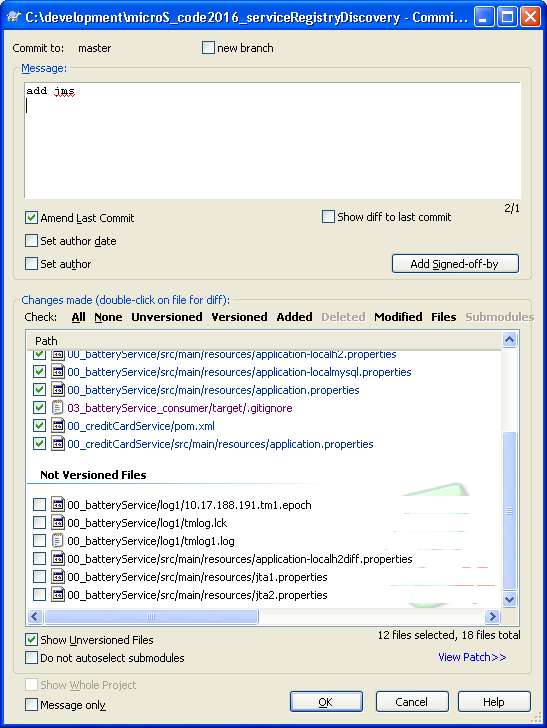 C:\development\microS_code2016_serviceRegistryDiscovery - Commi...
Commit to: master new branch
Message:
add jms
2/1
Amend Last Commit Show diff to last commit
Set author date
Set author Add Signed-off-by
Changes made (double-click on file for diff):
Check: All None Unversioned Versioned Added Deleted Modified Files Submodules
Path
00_batteryService/src/main/resources/application-localh2.properties
00_batteryService/src/main/resources/application-localmysql.properties
00_batteryService/src/main/resources/application.properties
03_batteryService_consumer/target/.gitignore
00_creditCardService/pom.xml
00_creditCardService/src/main/resources/application.properties
Not Versioned Files
00_batteryService/log1/10.17.188.191.tm1.epoch
00_batteryService/log1/tmlog.lck
00_batteryService/log1/tmlog1.log
00_batteryService/src/main/resources/application-localh2diff.properties
00_batteryService/src/main/resources/jta1.properties
00_batteryService/src/main/resources/jta2.properties
Show Unversioned Files 12 files selected, 18 files total
Do not autoselect submodules View Patch>>
Show Whole Project
Message only OK Cancel Help